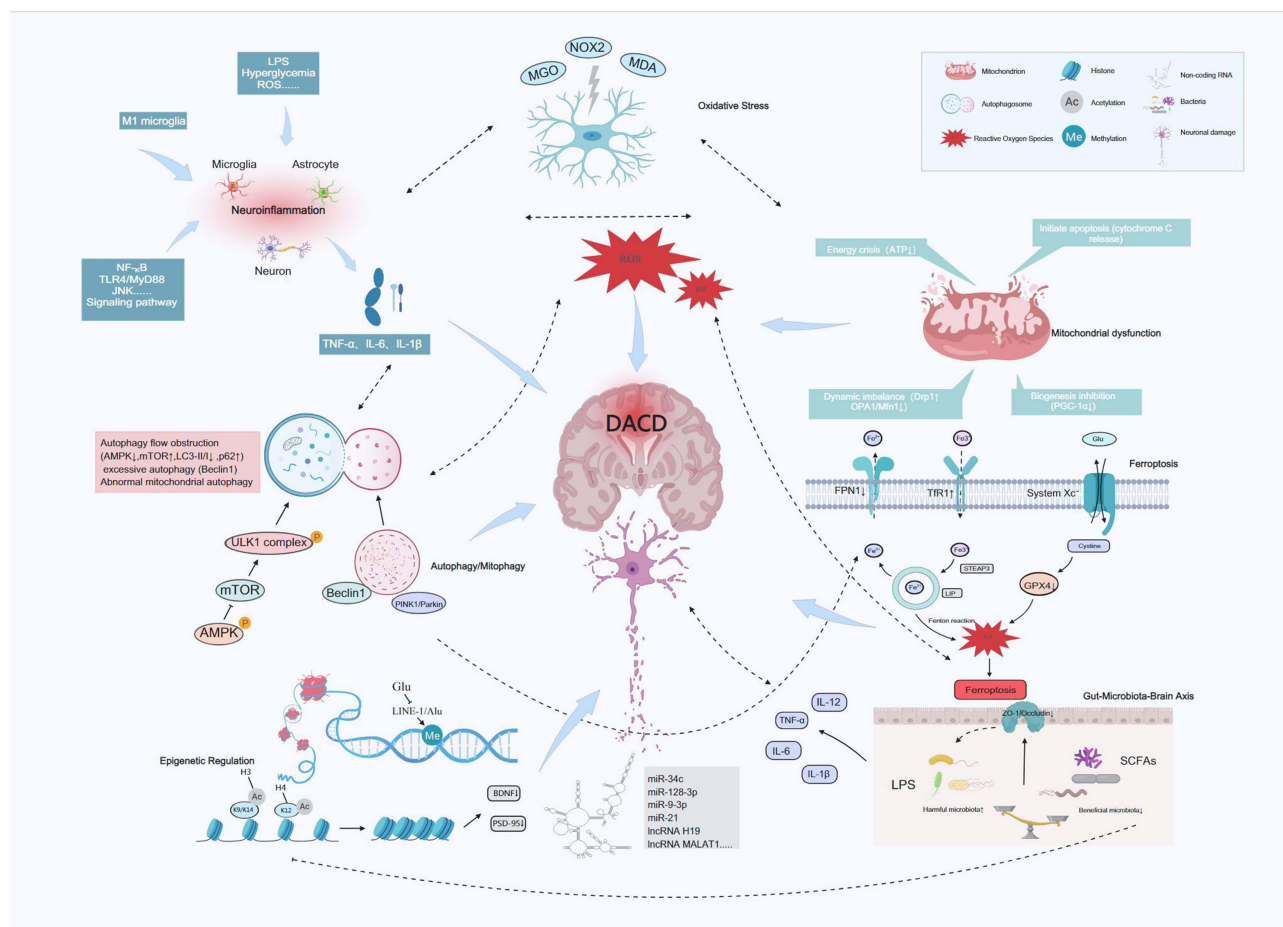 LPS
Hyperglycemia
ROS......
M1 microglia
Microglia
Astrocyte
Neuroinflammation
Neuron
NF-κB
TLR4/MyD88
JNK......
Signaling pathway
TNF-α、IL-6、IL-1β
MGO
NOX2
MDA
Oxidative Stress
Mitochondrion
Histone
Non-coding RNA
Autophagosome
Ac
Acetylation
Bacteria
Reactive Oxygen Species
Me
Methylation
Neuronal damage
ROS
Energy crisis（ATP↓）
Initiate apoptosis (cytochrome C
release)
Mitochondrial dysfunction
Dynamic imbalance（Drp1↑
OPA1/Mfn1↓）
Biogenesis inhibition
(PGC-1α↓)
DACD
Autophagy flow obstruction
(AMPK↓,mTOR↑,LC3-II/I↓ ,p62↑)
excessive autophagy (Beclin1)
Abnormal mitochondrial autophagy
ULK1 complex
P
mTOR
AMPK
P
Beclin1
PINK1/Parkin
Autophagy/Mitophagy
Fe²⁺
Fe3⁺
Glu
Ferroptosis
FPN1↓
TfR1↑
System Xc⁻
Fe²⁺
Fe3⁺
Cystine
STEAP3
Fe²⁺
LIP
GPX4↓
Fenton reaction
Ferroptosis
Gut-Microbiota-Brain Axis
ZO-1/Occludin↓
LPS
SCFAs
Harmful microbiota↑
Beneficial microbiota↓
IL-12
TNF-α
IL-6
IL-1β
Glu
LINE-1/Alu
Me
Epigenetic Regulation
H3
H4
Ac
K9/K14
K12
Ac
BDNF↓
PSD-95↓
miR-34c
miR-128-3p
miR-9-3p
miR-21
lncRNA H19
lncRNA MALAT1.....